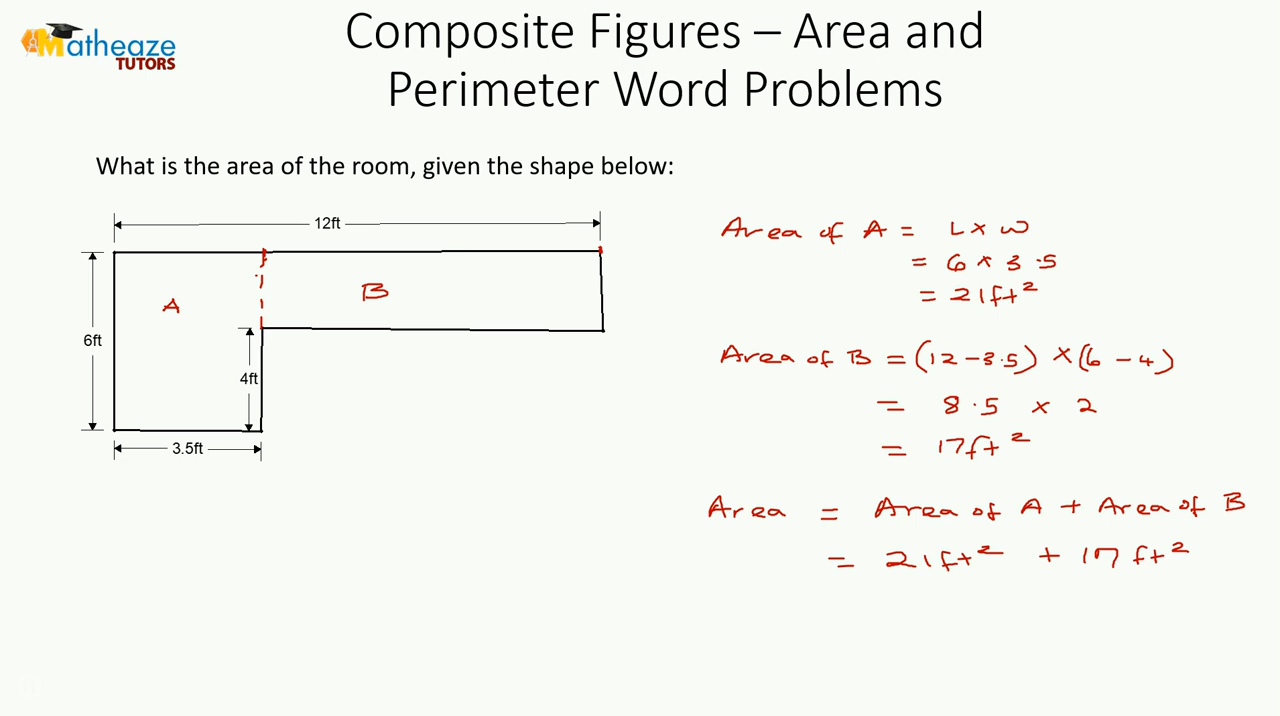 Matheaze
TUTORS
Composite Figures – Area and
Perimeter Word Problems
What is the area of the room, given the shape below:
12ft
A
B
6ft
4ft
3.5ft
Area of A = L × W
= 6 × 3.5
= 21ft²
Area of B = (12-3.5) × (6-4)
= 8.5 × 2
= 17ft²
Area = Area of A + Area of B
= 21ft² + 17ft²